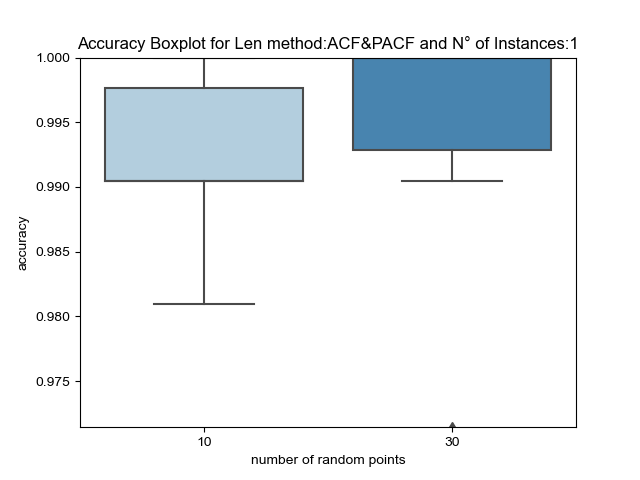 Accuracy Boxplot for Len method:ACF&PACF and N° of Instances:1
1.000
0.995
0.990
0.985
0.980
0.975
accuracy
10 30
number of random points